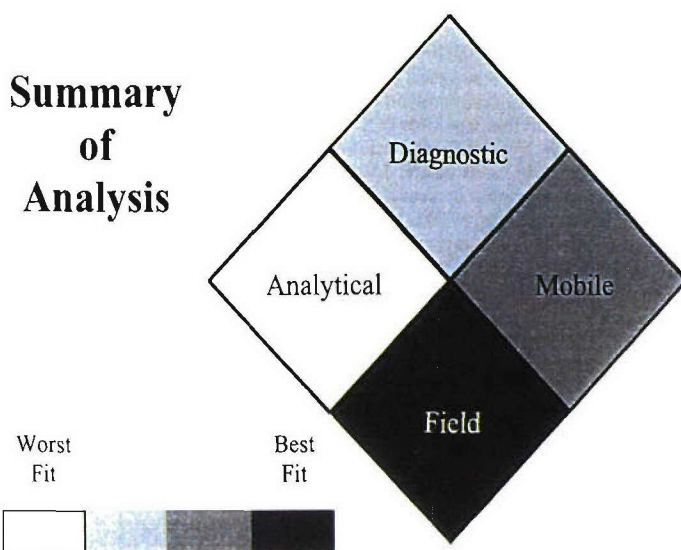 Summary
of
Analysis
Diagnostic
Analytical
Mobile
Field
Worst
Fit
Best
Fit